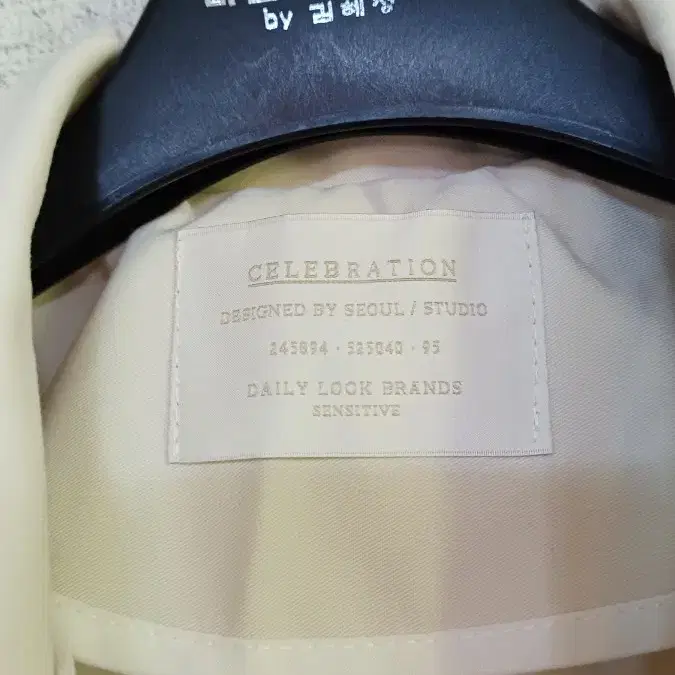 by 김혜정
CELEBRATION
DESIGNED BY SEOUL / STUDIO
245894 · 525040 · 95
DAILY LOOK BRANDS
SENSITIVE